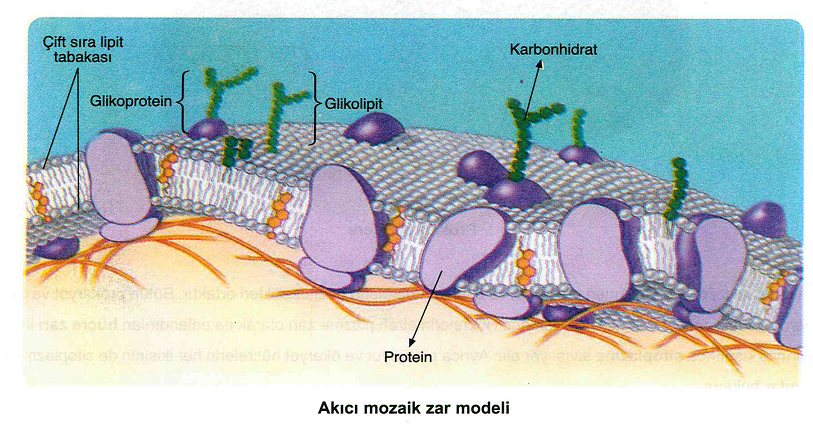 Çift sıra lipit
tabakası
Glikoprotein
Glikolipit
Karbonhidrat
Protein
Akıcı mozaik zar modeli